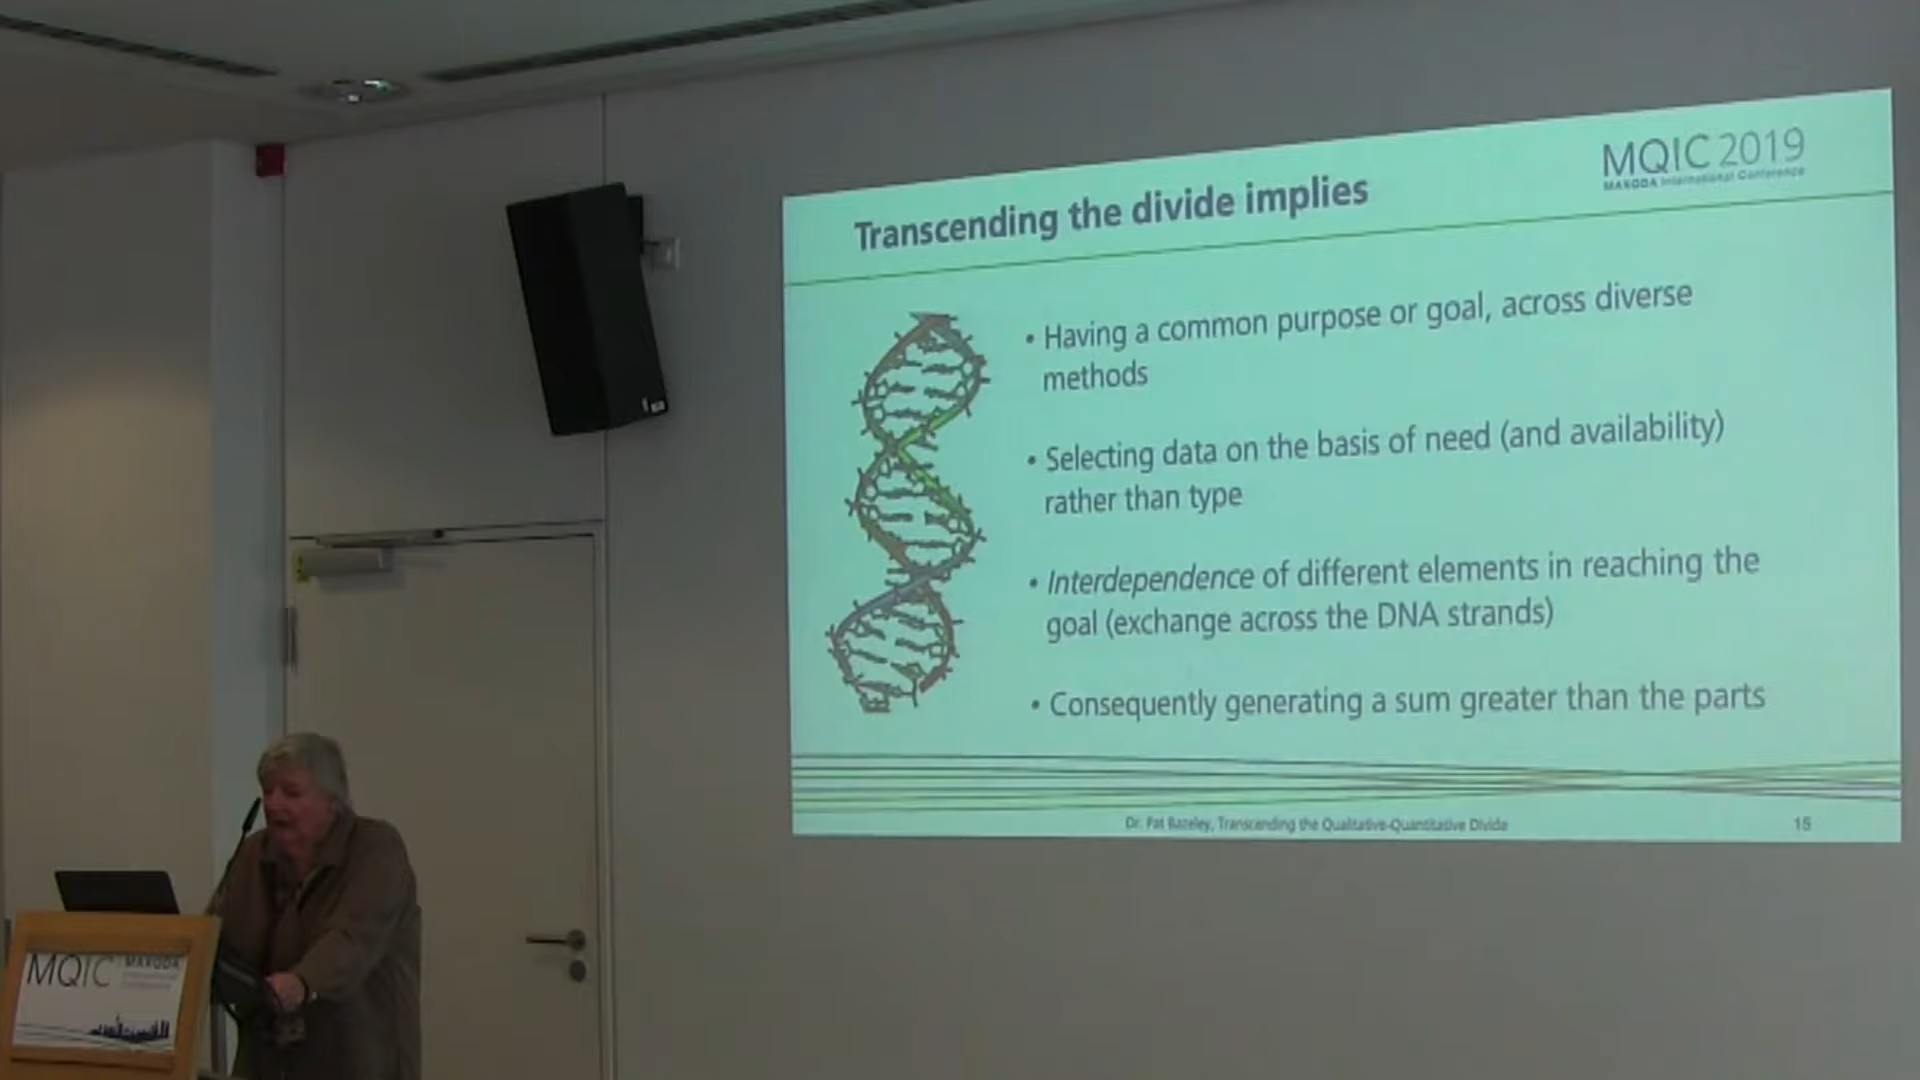 MQIC 2019
MAXQDA International Conference
Transcending the divide implies
• Having a common purpose or goal, across diverse
methods
• Selecting data on the basis of need (and availability)
rather than type
• Interdependence of different elements in reaching the
goal (exchange across the DNA strands)
• Consequently generating a sum greater than the parts
Dr. Pat Bazeley, Transcending the Qualitative-Quantitative Divide
15
MQIC MAXQDA
International
Conference